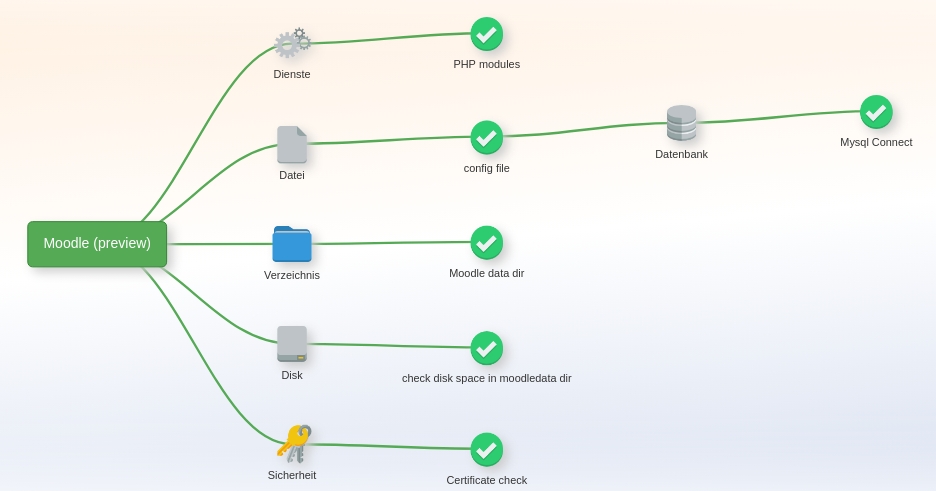 Dienste
PHP modules
Datei
config file
Datenbank
Mysql Connect
Moodle (preview)
Verzeichnis
Moodle data dir
Disk
check disk space in moodledata dir
Sicherheit
Certificate check